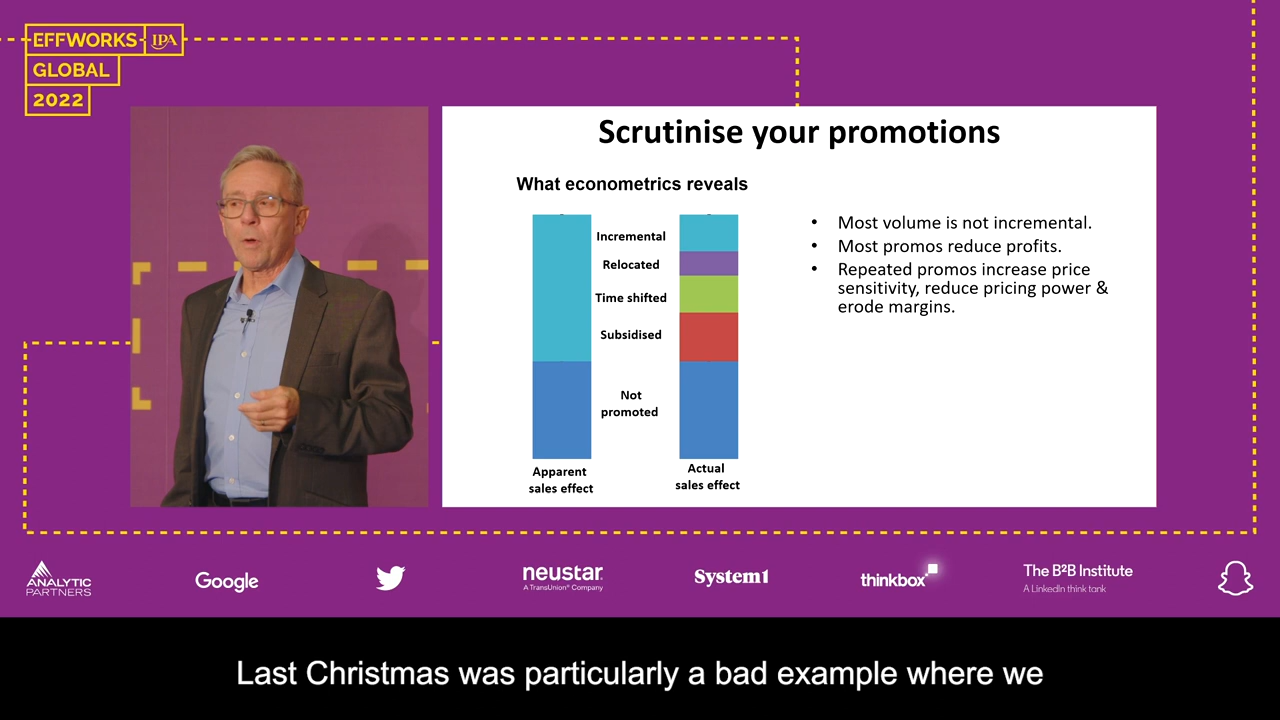 EFFWORKS IPA
GLOBAL
2022
Scrutinise your promotions
What econometrics reveals
Incremental
Relocated
Time shifted
Subsidised
Not
promoted
Apparent
sales effect
Actual
sales effect
• Most volume is not incremental.
• Most promos reduce profits.
• Repeated promos increase price
sensitivity, reduce pricing power &
erode margins.
ANALYTIC
PARTNERS
Google
neustar
A TransUnion® Company
System1
thinkbox
The B2B Institute
A LinkedIn think tank
Last Christmas was particularly a bad example where we